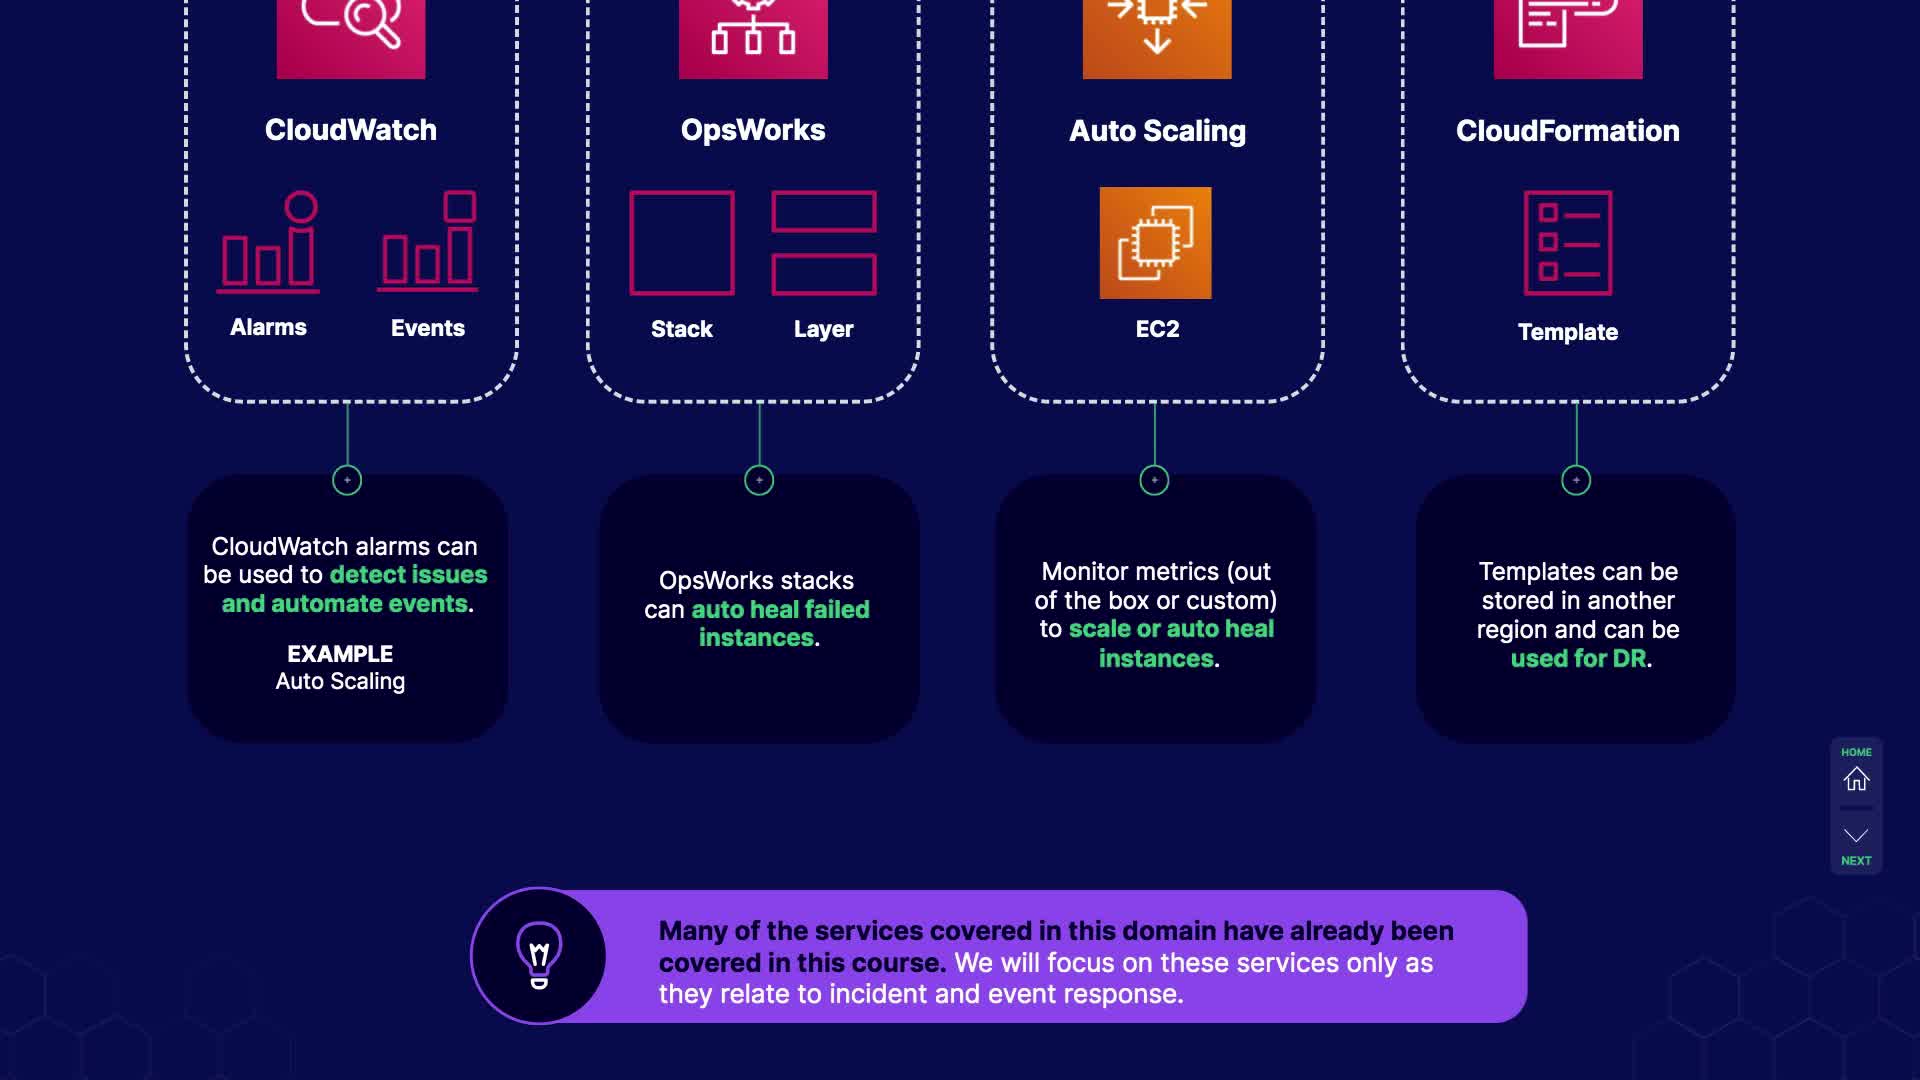 CloudWatch
Alarms
Events
CloudWatch alarms can
be used to detect issues
and automate events.
EXAMPLE
Auto Scaling
OpsWorks
Stack
Layer
OpsWorks stacks
can auto heal failed
instances.
Auto Scaling
EC2
Monitor metrics (out
of the box or custom)
to scale or auto heal
instances.
CloudFormation
Template
Templates can be
stored in another
region and can be
used for DR.
HOME
NEXT
Many of the services covered in this domain have already been
covered in this course. We will focus on these services only as
they relate to incident and event response.